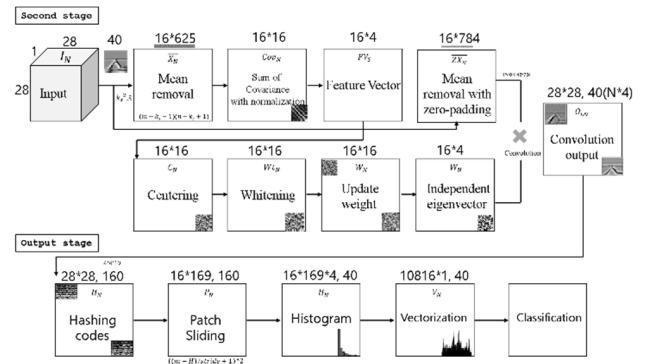 Second stage
1
28
40
16*625
16*16
16*4
16*784
I_N
X_N
Cov_N
FV_S
ZX_N
28
Input
Mean
removal
Sum of
Covariance
with normalization
Feature Vector
Mean
removal with
zero-padding
28*28, 40(N*4)
Convolution
Convolution
output
16*16
16*16
16*16
16*4
C_N
W_N
W_N
Centering
Whitening
Update
weight
Independent
eigenvector
Output stage
28*28, 160
16*169, 160
16*169*4, 40
10816*1, 40
H_N
P_N
H_N
V_N
Hashing
codes
Patch
Sliding
Histogram
Vectorization
Classification